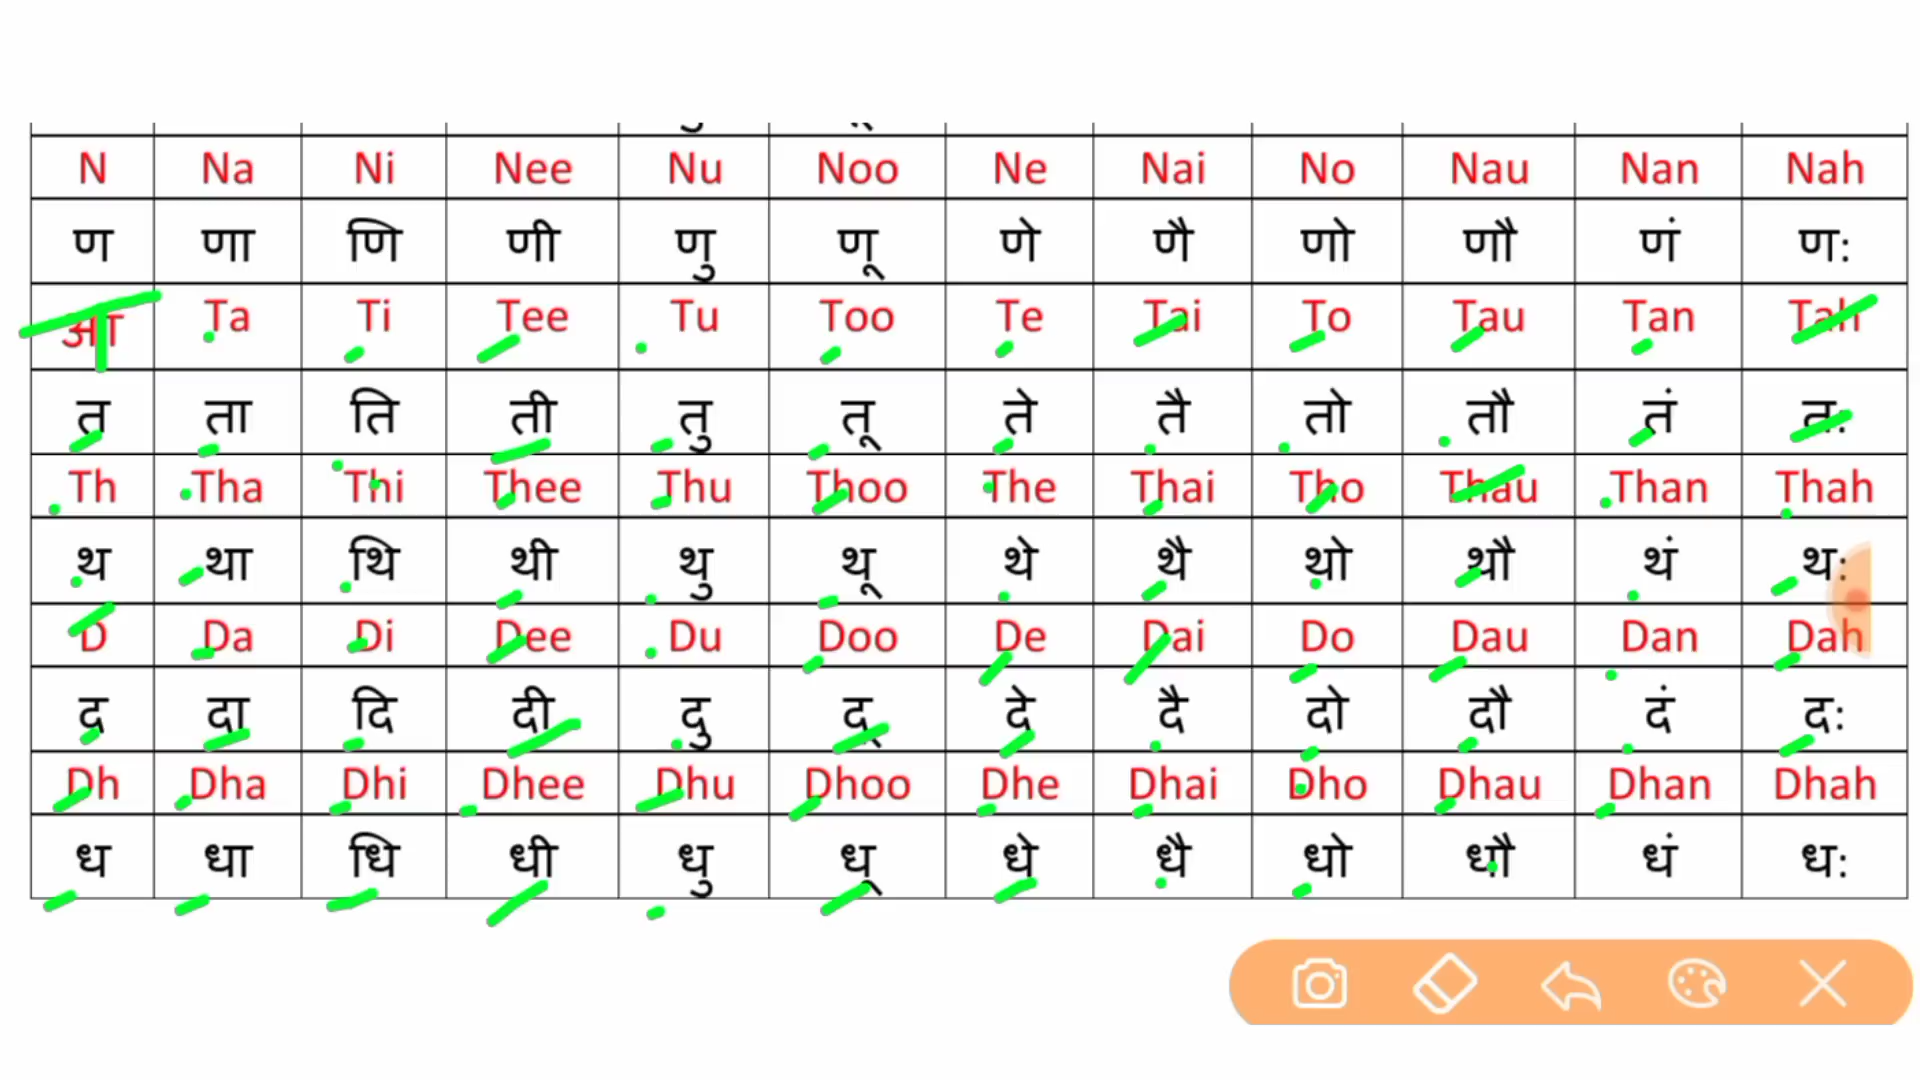 N Na Ni Nee Nu Noo Ne Nai No Nau Nan Nah
ण णा णि णी णु णू णे णै णो णौ णं णः
Ta Ti Tee Tu Too Te Tai To Tau Tan Tah
त ता ति ती तु तू ते तै तो तौ तं तः
Th Tha Thi Thee Thu Thoo The Thai Tho Thau Than Thah
थ था थि थी थु थू थे थै थो थौ थं थः
D Da Di Dee Du Doo De Dai Do Dau Dan Dah
द दा दि दी दु दू दे दै दो दौ दं दः
Dh Dha Dhi Dhee Dhu Dhoo Dhe Dhai Dho Dhau Dhan Dhah
ध धा धि धी धु धू धे धै धो धौ धं धः